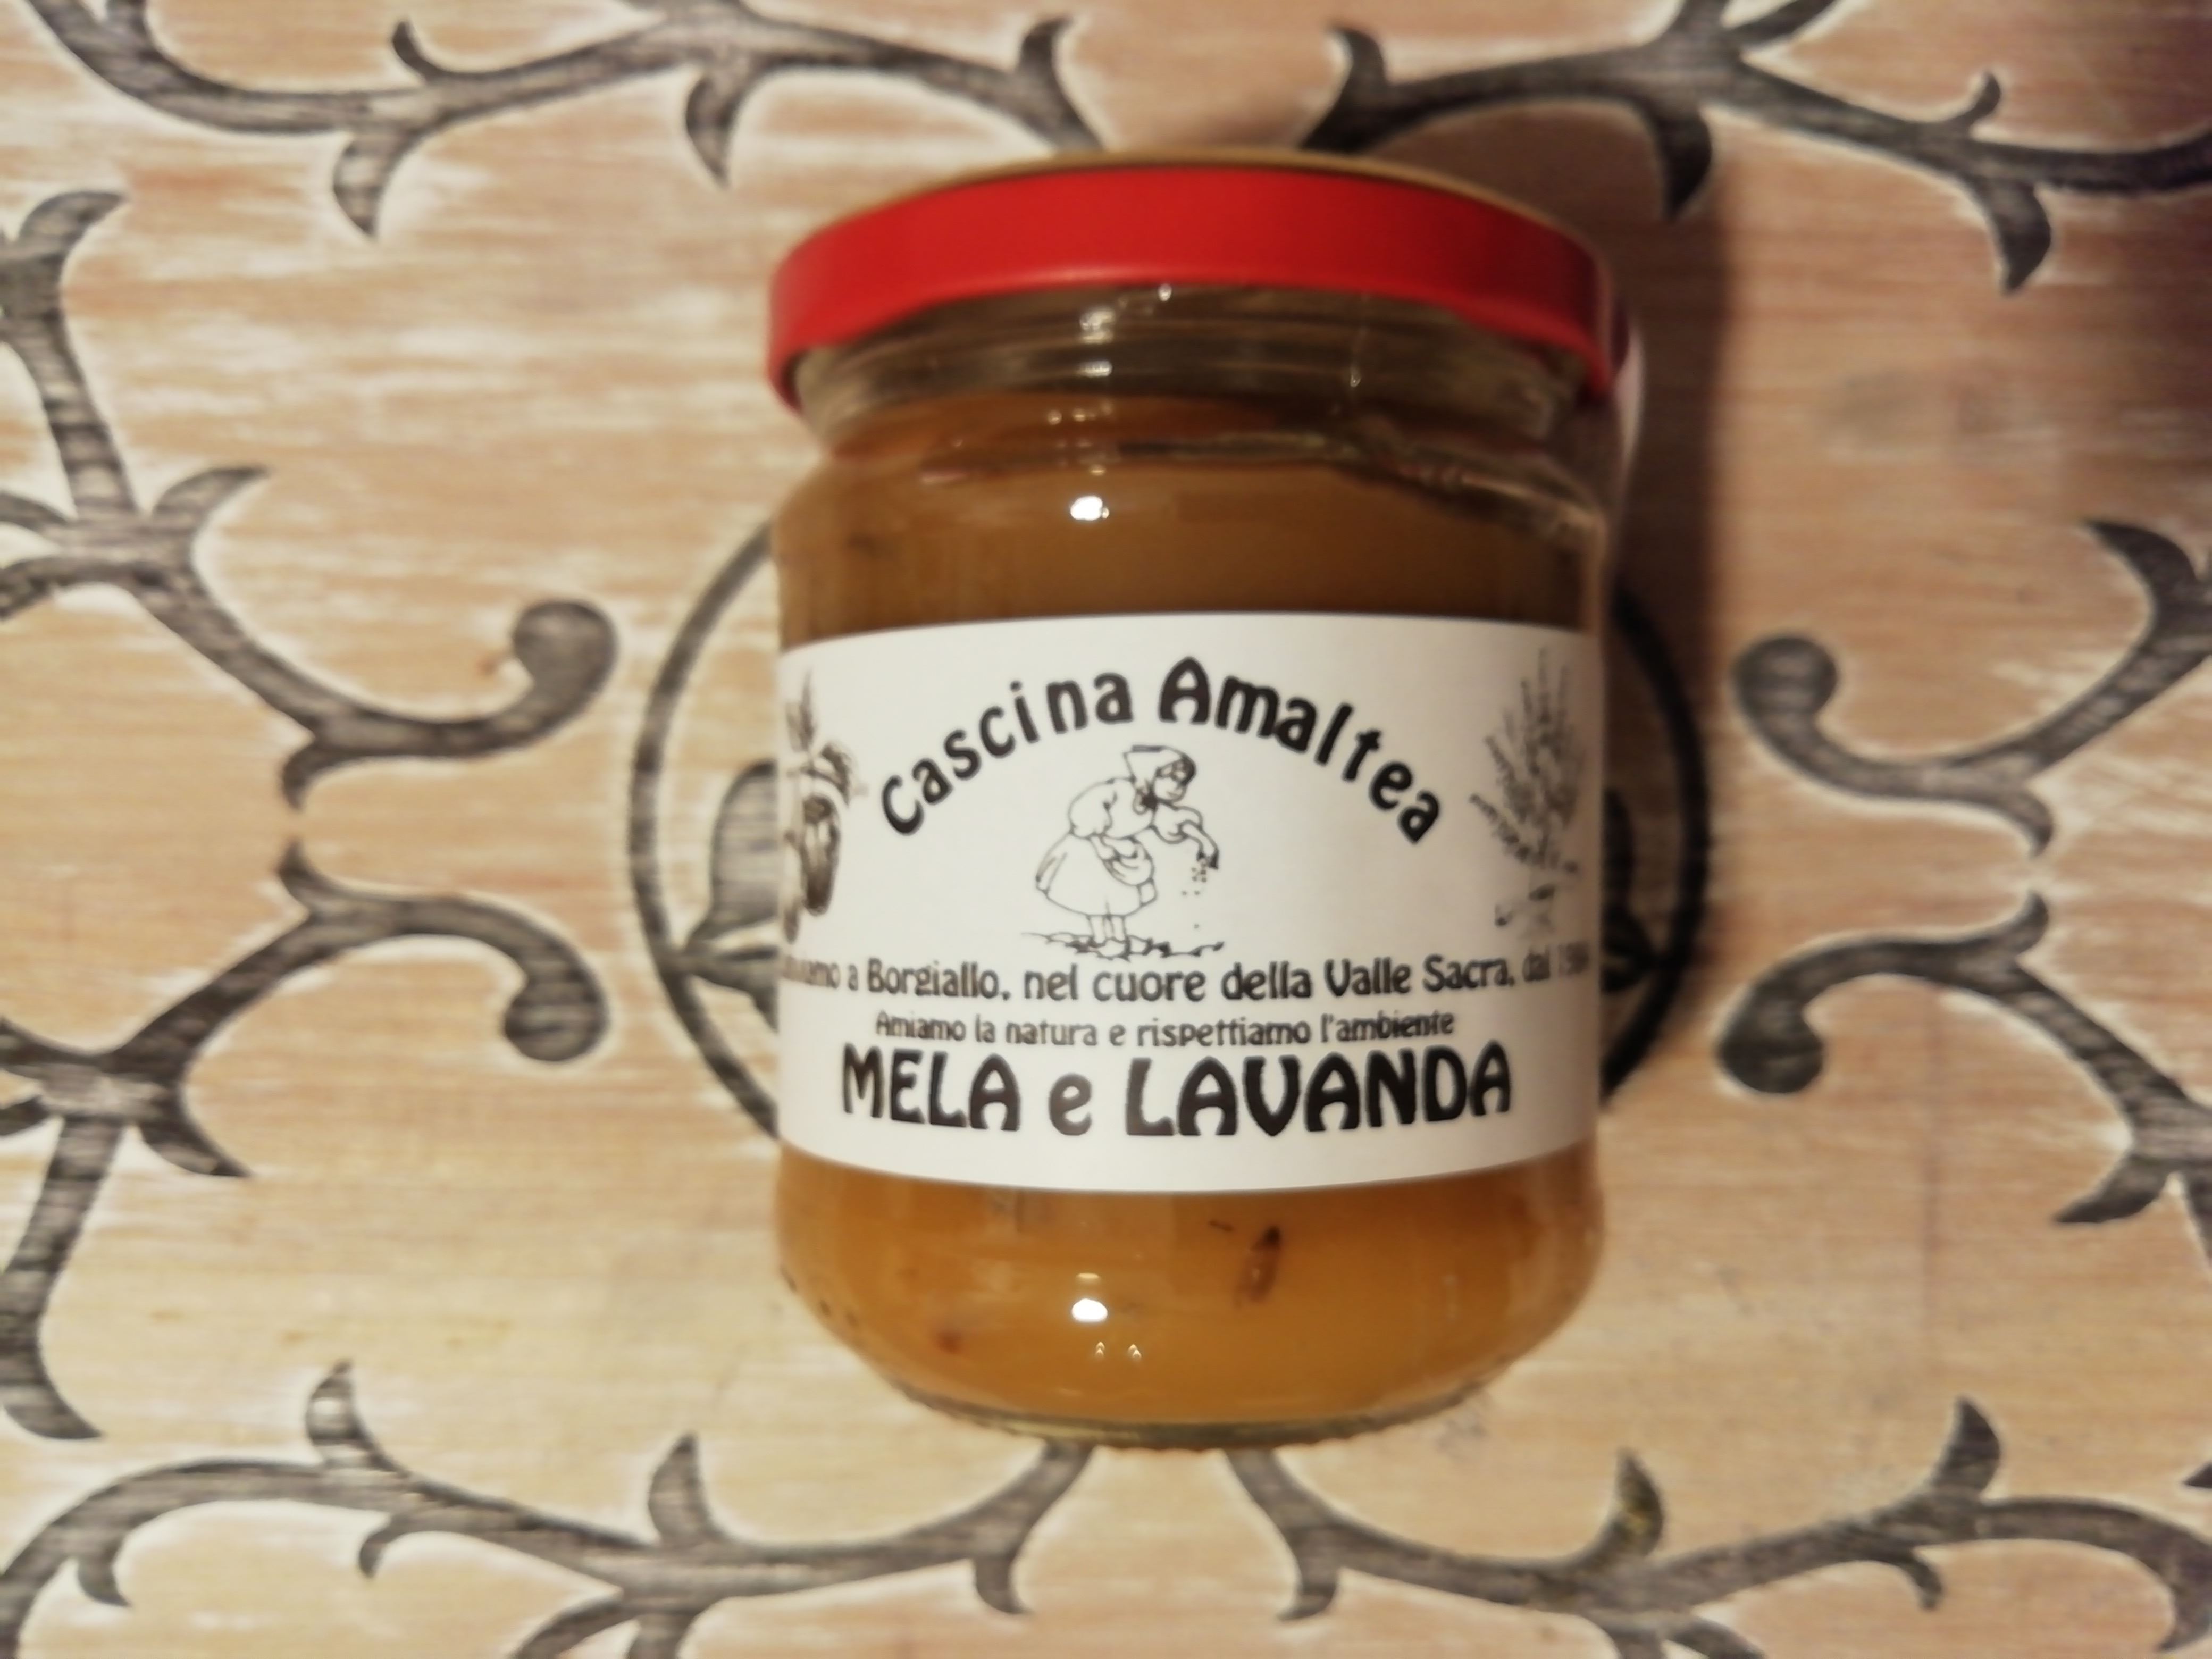 Cascina Amaltea
a Borgiallo, nel cuore della Valle Sacra, dal
Amiamo la natura e rispettiamo l'ambiente
MELA e LAVANDA